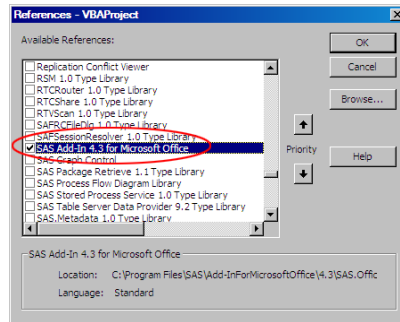 References - VBAProject
Available References:
OK
Replication Conflict Viewer
Cancel
RSM 1.0 Type Library
RTCRouter 1.0 Type Library
RTCShare 1.0 Type Library
Browse...
RTVScan 1.0 Type Library
SAFRCFileDlg 1.0 Type Library
SAFSessionResolver 1.0 Type Library
SAS Add-In 4.3 for Microsoft Office
Priority
SAS Graph Control
Help
SAS Package Retrieve 1.1 Type Library
SAS Process Flow Diagram Library
SAS Stored Process Service 1.0 Type Library
SAS Table Server Data Provider 9.2 Type Library
SAS.Metadata 1.0 Type Library
SAS Add-In 4.3 for Microsoft Office
Location: C:\Program Files\SAS\Add-InForMicrosoftOffice\4.3\SAS.Offic
Language: Standard